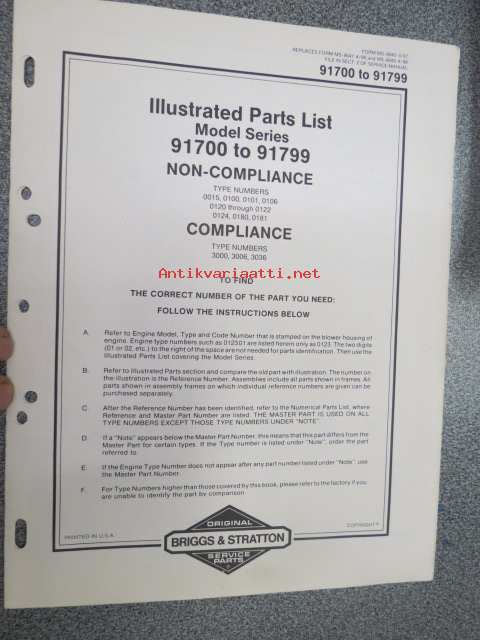 REPLACES FORM
FILE IN SECT. 2 OF SERVICE MANUAL
91700 to 91799
Illustrated Parts List
Model Series
91700 to 91799
NON-COMPLIANCE
TYPE NUMBERS
0015, 0100, 0101, 0106
0120 through 0122
0124, 0180, 0181
COMPLIANCE
TYPE NUMBERS
3000, 3006, 3036
Antikvariaatti.net
TO FIND
THE CORRECT NUMBER OF THE PART YOU NEED:
FOLLOW THE INSTRUCTIONS BELOW
A. Refer to Engine Model, Type and Code Number that is stamped on the blower housing of
engine. Engine type numbers such as 0123 01 are listed herein only as 0123. The two digits
(01 or 02, etc.) to the right of the space are not needed for parts identification. Then use the
Illustrated Parts List covering the Model Series.
B. Refer to Illustrated Parts section and compare the old part with illustration. The number on
the illustration is the Reference Number. Assemblies include all parts shown in frames. All
parts shown in assembly frames on which individual reference numbers are given can be
purchased separately.
C. After the Reference Number has been identified, refer to the Numerical Parts List, where
Reference and Master Part Number are listed. THE MASTER PART IS USED ON ALL
TYPE NUMBERS EXCEPT THOSE TYPE NUMBERS UNDER "NOTE".
D. If a "Note" appears below the Master Part Number, this means that this part differs from the
Master Part for certain types. If the Type number is listed under "Note", order the part
referred to.
E. If the Engine Type Number does not appear after any part number listed under "Note", use
the Master Part Number.
F. For Type Numbers higher than those covered by this book, please refer to the factory if you
are unable to identify the part by comparison
PRINTED IN U.S.A.
COPYRIGHT ©
ORIGINAL
BRIGGS & STRATTON
SERVICE
PARTS